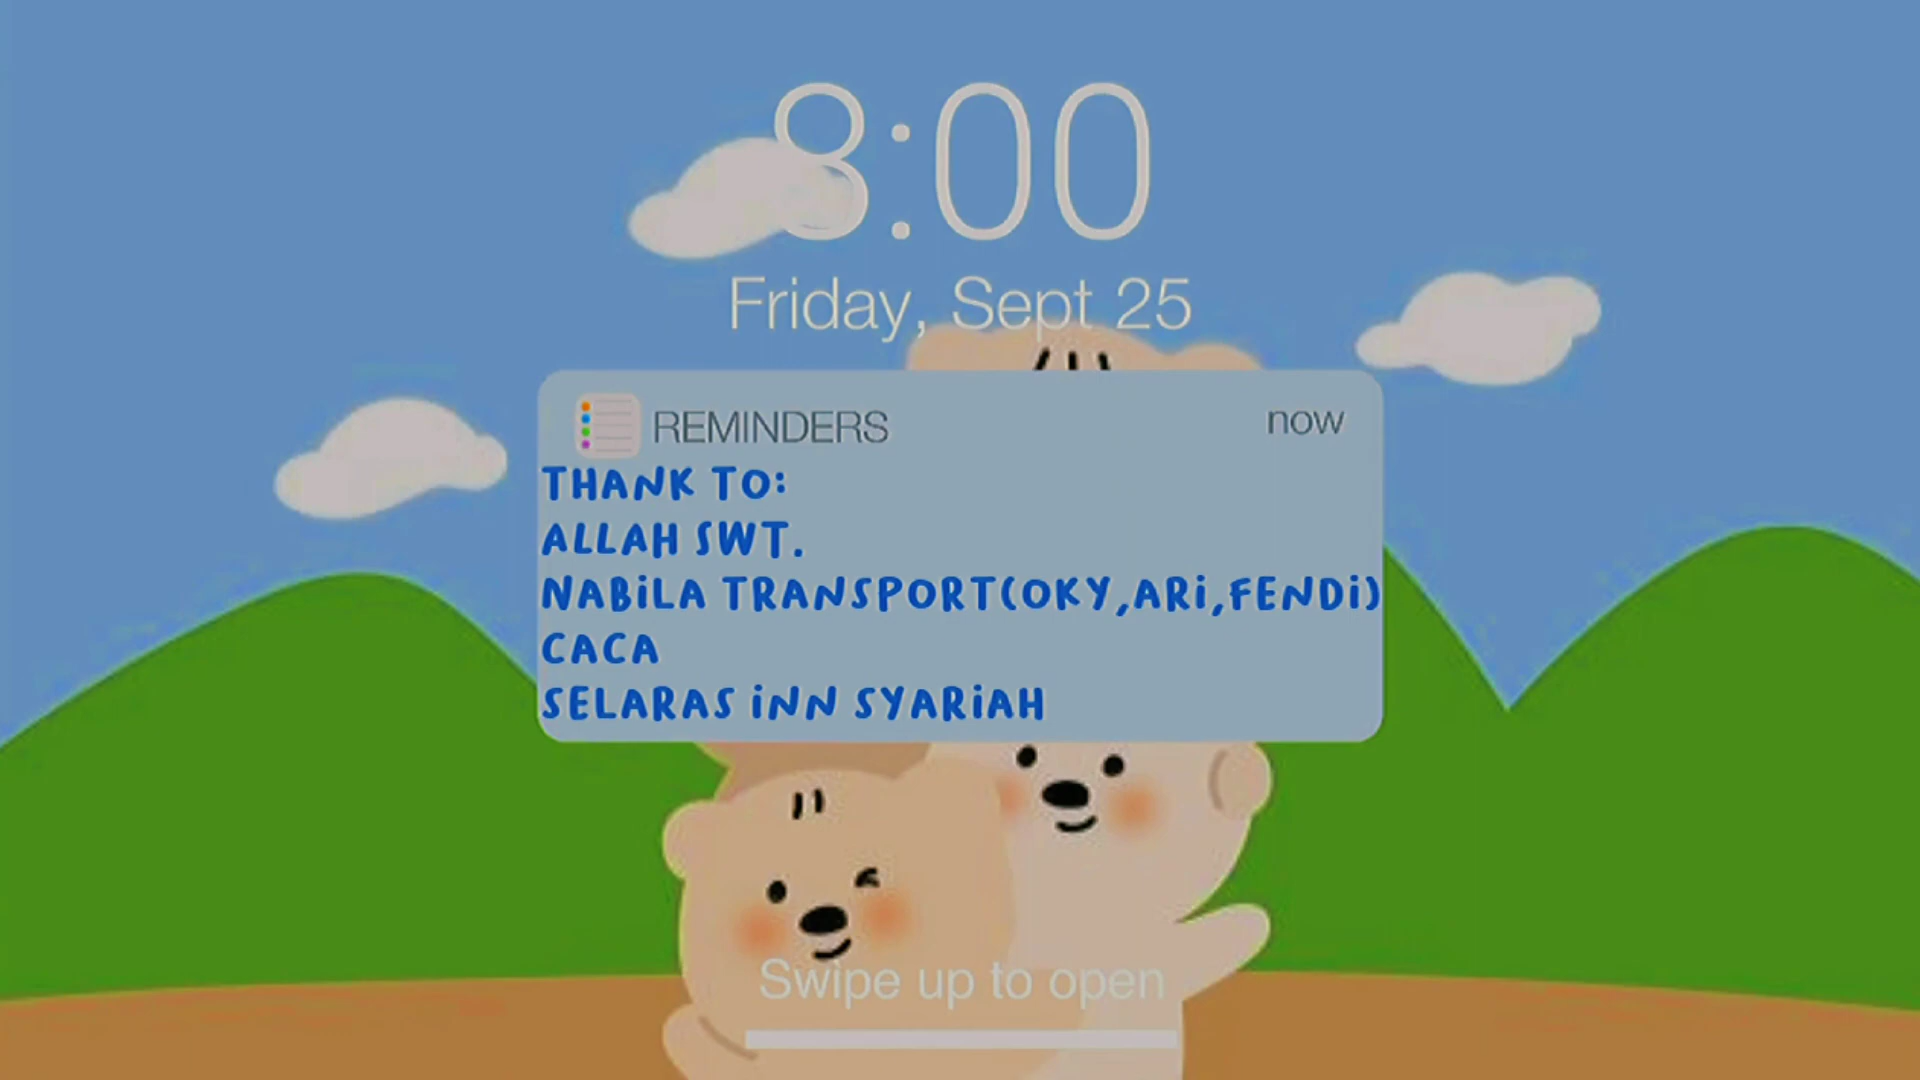 8:00
Friday, Sept 25
REMINDERS now
THANK TO:
ALLAH SWT.
NABiLA TRANSPORT(OKY,ARi,FENDi)
CACA
SELARAS iNN SYARiAH
Swipe up to open